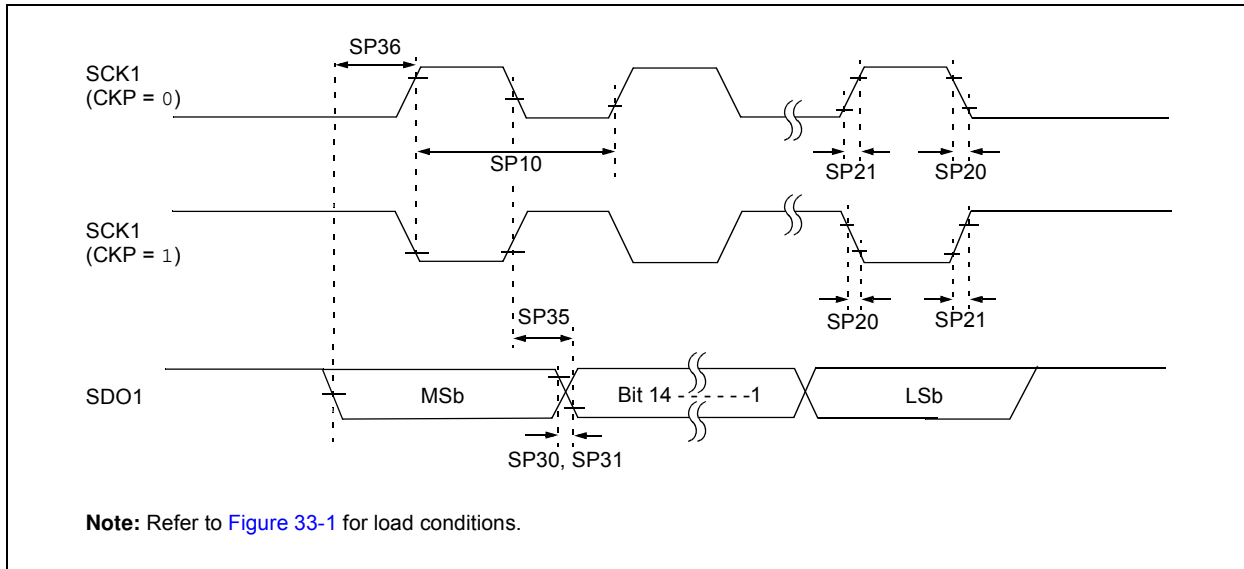 SP36
SCK1
(CKP = 0)
SP10
SP21
SP20
SCK1
(CKP = 1)
SP35
SP20
SP21
SDO1
MSb
Bit 14 - - - - - - -1
LSb
SP30, SP31
Note: Refer to Figure 33-1 for load conditions.